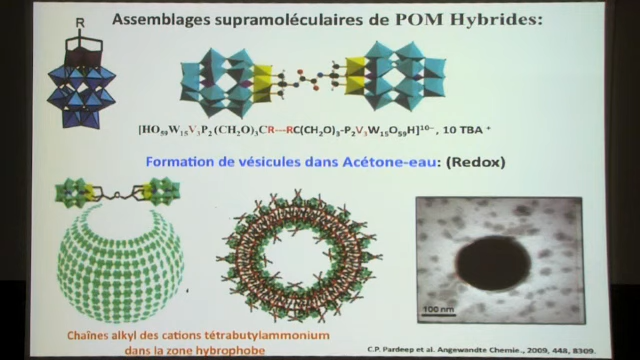 Assemblages supramoléculaires de POM Hybrides:
R
[HO59W15V3P2(CH2O)3CR---RC(CH2O)3-P2V3W15O59H]10-, 10 TBA +
Formation de vésicules dans Acétone-eau: (Redox)
100 nm
Chaînes alkyl des cations tétrabutylammonium
dans la zone hybrophobe
C.P. Pardeep et al. Angewandte Chemie., 2009, 448, 8309.